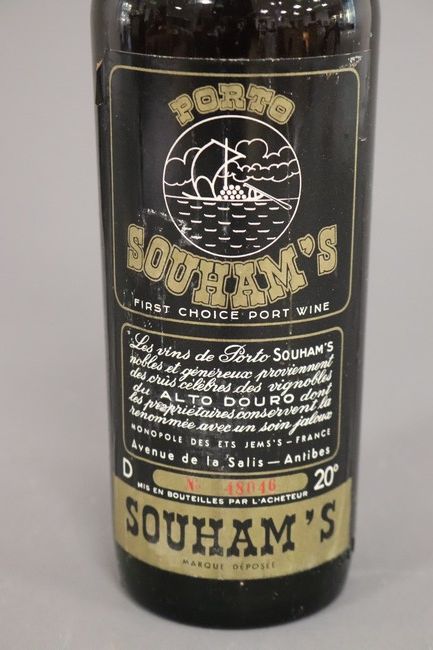 PORTO
SOUHAM'S
FIRST CHOICE PORT WINE
Les vins de Porto SOUHAM'S
nobles et généreux proviennent
des crus célèbres des vignobles
du ALTO DOURO dont
les propriétaires conservent la
renommée avec un soin jaloux
MONOPOLE DES ETS JEMS'S - FRANCE
Avenue de la Salis — Antibes
D N° 48046 20°
MIS EN BOUTEILLES PAR L'ACHETEUR
SOUHAM'S
MARQUE DÉPOSÉE